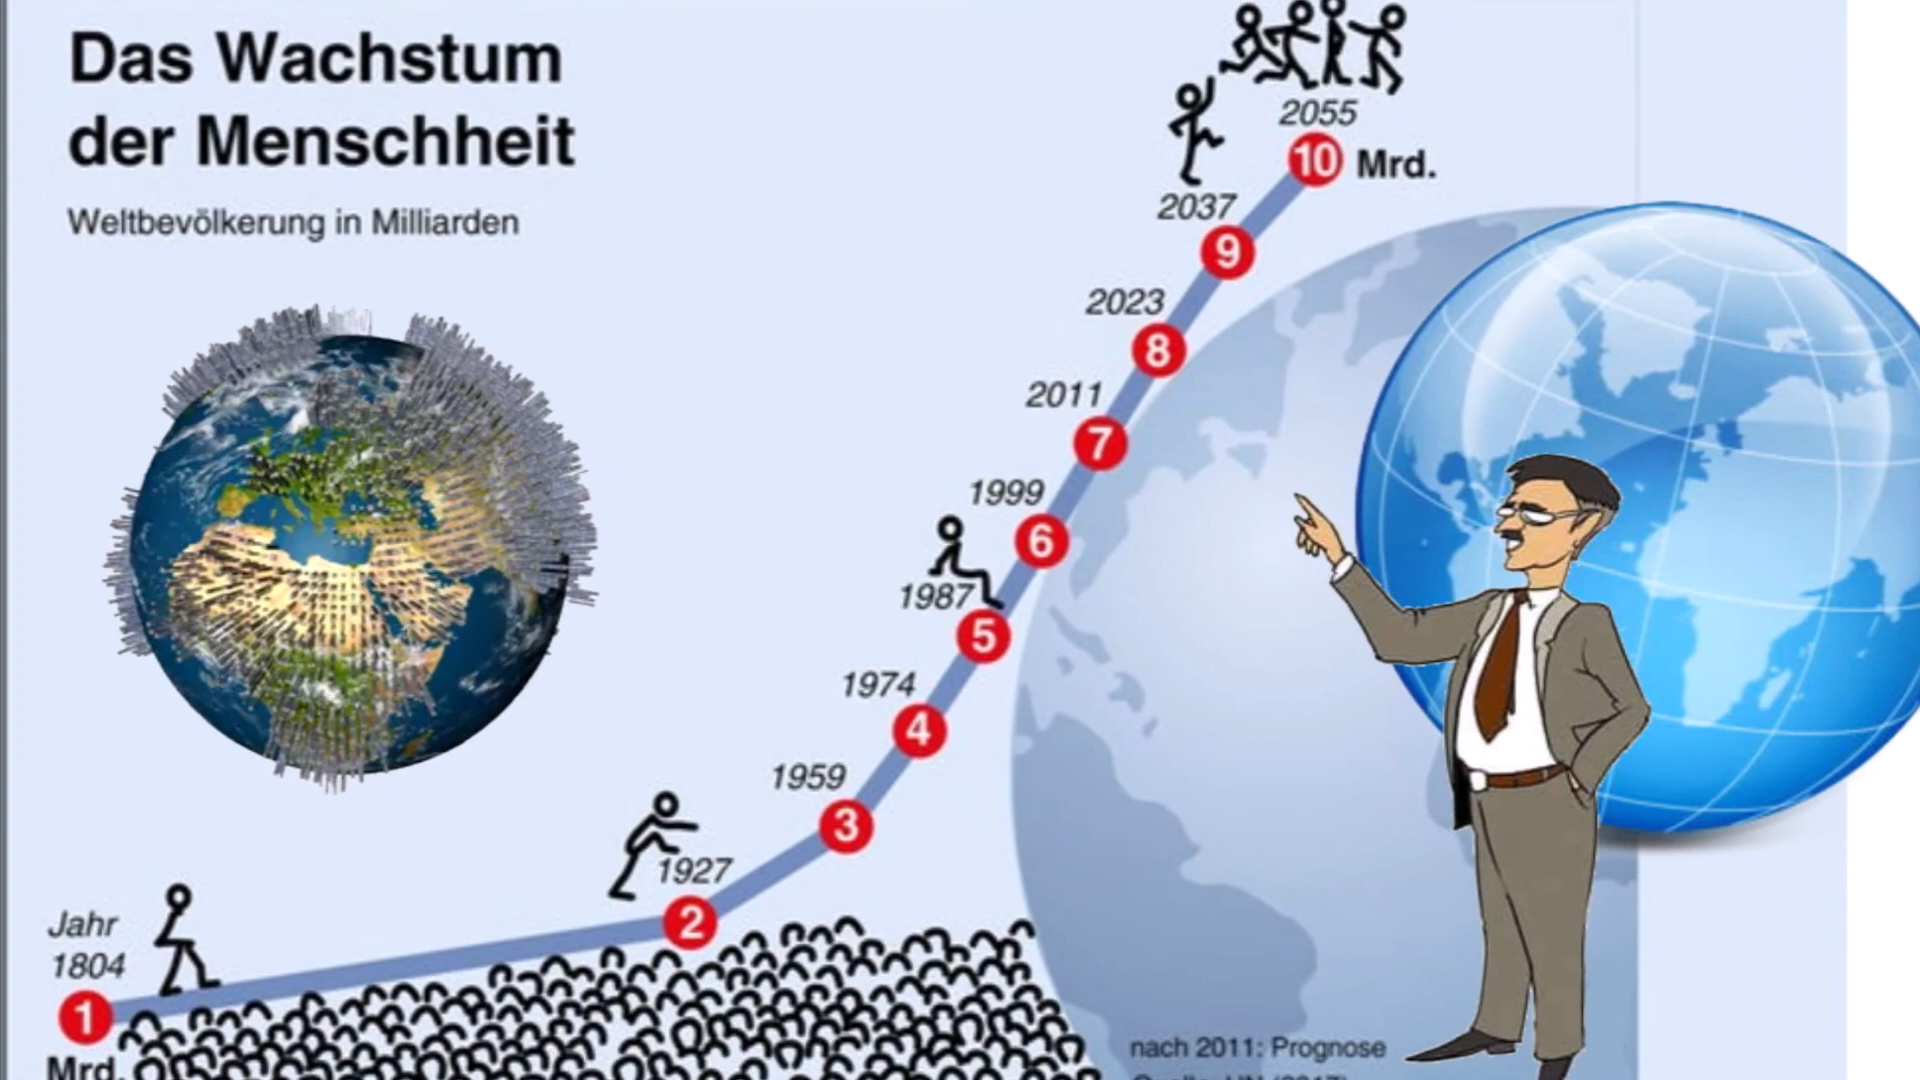 Das Wachstum
der Menschheit
Weltbevölkerung in Milliarden
2055
10 Mrd.
2037
9
2023
8
2011
7
1999
6
1987
5
1974
4
1959
3
1927
2
Jahr
1804
1
Mrd.
nach 2011: Prognose